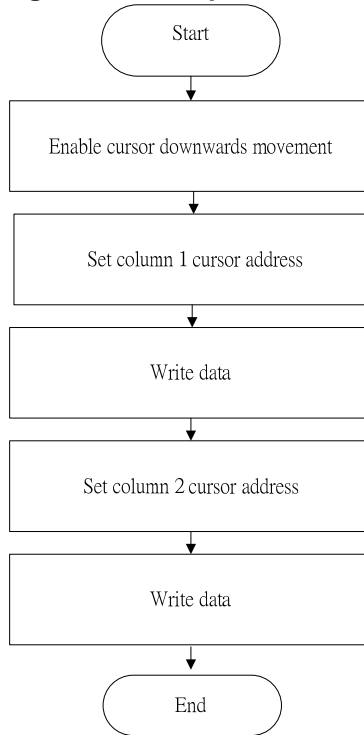 Start
Enable cursor downwards movement
Set column 1 cursor address
Write data
Set column 2 cursor address
Write data
End